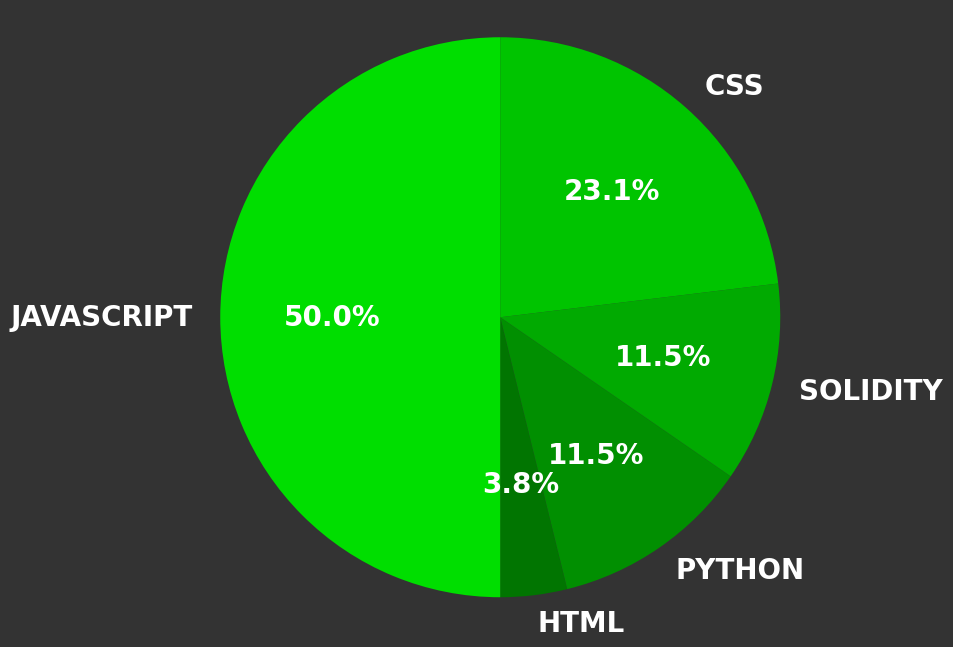 CSS
23.1%
JAVASCRIPT
50.0%
11.5%
SOLIDITY
11.5%
3.8%
PYTHON
HTML